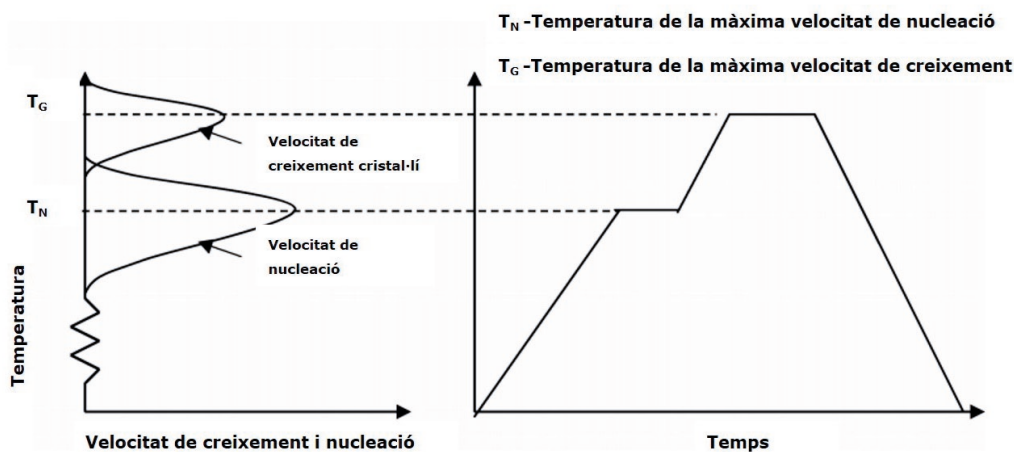 T_N -Temperatura de la màxima velocitat de nucleació
T_G -Temperatura de la màxima velocitat de creixement
T_G
Velocitat de
creixement cristal·lí
T_N
Velocitat de
nucleació
Temperatura
Velocitat de creixement i nucleació
Temps